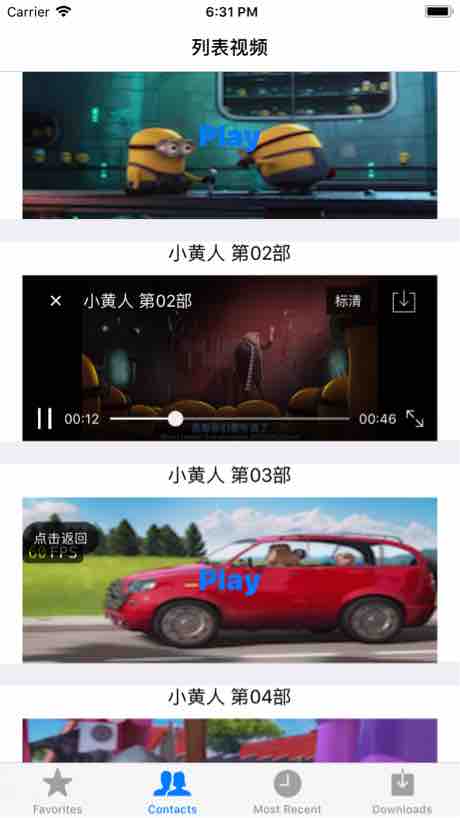 Carrier 6:31 PM
列表视频
Play
小黄人 第02部
× 小黄人 第02部 标清
00:12 00:46
小黄人 第03部
点击返回
60 FPS
Play
小黄人 第04部
Favorites Contacts Most Recent Downloads